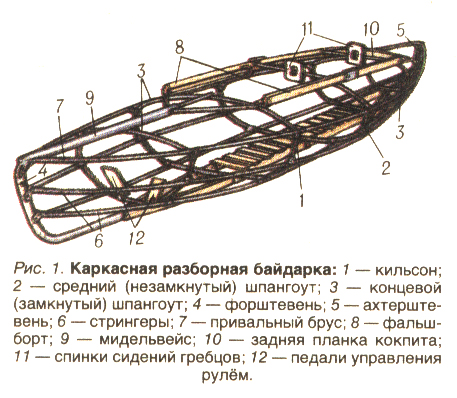 11
10
5
8
3
9
7
4
3
2
1
12
6
Рис. 1. Каркасная разборная байдарка: 1 — кильсон;
2 — средний (незамкнутый) шпангоут; 3 — концевой
(замкнутый) шпангоут; 4 — форштевень; 5 — ахтерште-
вень; 6 — стрингеры; 7 — привальный брус; 8 — фальш-
борт; 9 — мидельвейс; 10 — задняя планка кокпита;
11 — спинки сидений гребцов; 12 — педали управления
рулём.